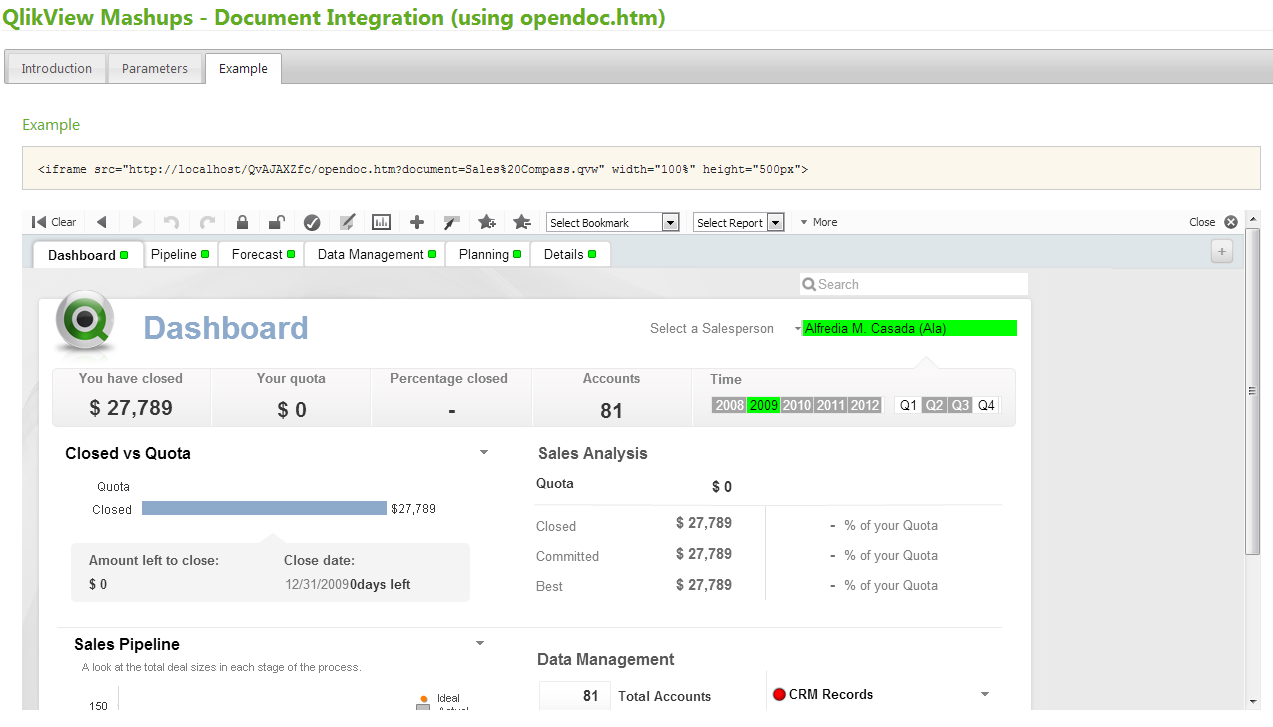 QlikView Mashups - Document Integration (using opendoc.htm)
Introduction Parameters Example
Example
<iframe src="http://localhost/QvAJAXZfc/opendoc.htm?document=Sales%20Compass.qvw" width="100%" height="500px">
Clear Select Bookmark Select Report More Close
Dashboard Pipeline Forecast Data Management Planning Details
Search
Dashboard Select a Salesperson Alfredia M. Casada (Ala)
You have closed Your quota Percentage closed Accounts Time
$ 27,789 $ 0 - 81 2008 2009 2010 2011 2012 Q1 Q2 Q3 Q4
Closed vs Quota
Quota
Closed $27,789
Amount left to close: Close date:
$ 0 12/31/20090days left
Sales Analysis
Quota $ 0
Closed $ 27,789 - % of your Quota
Committed $ 27,789 - % of your Quota
Best $ 27,789 - % of your Quota
Sales Pipeline
A look at the total deal sizes in each stage of the process.
150 Ideal
Actual
Data Management
81 Total Accounts CRM Records